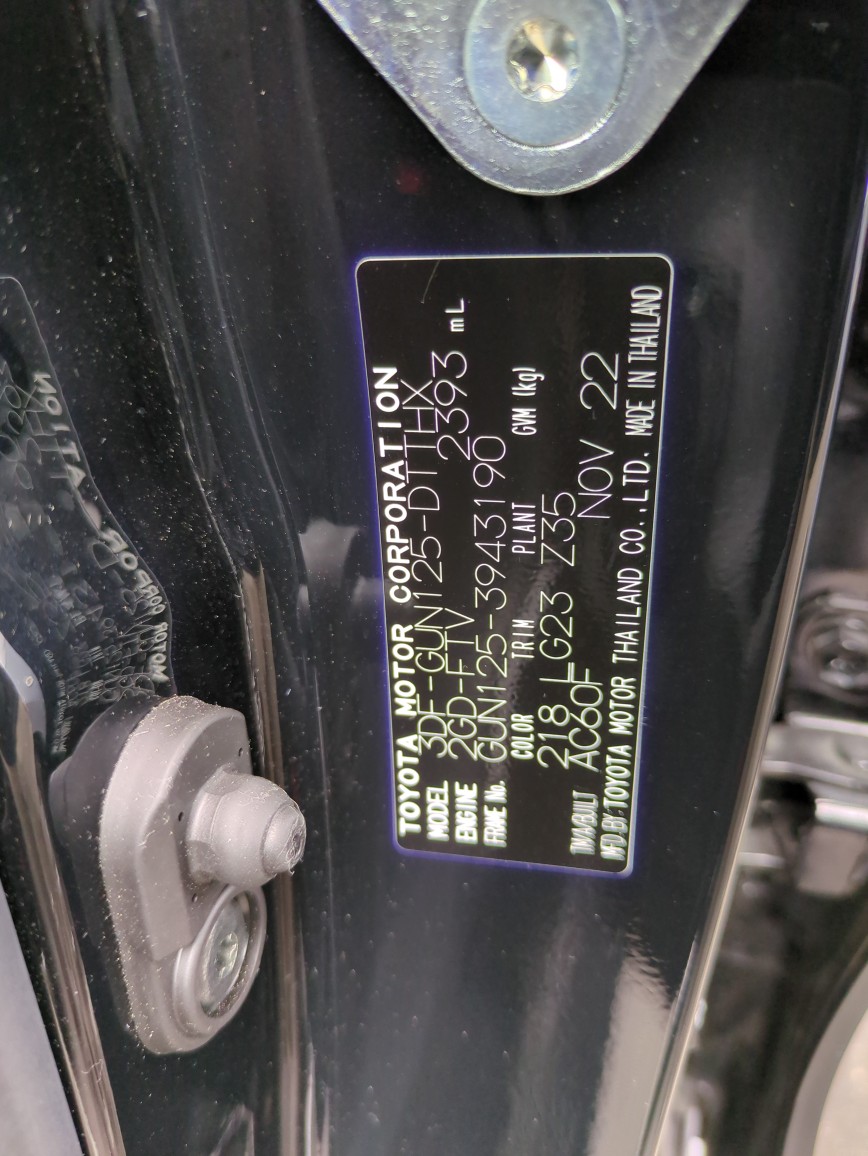 TOYOTA MOTOR CORPORATION
MODEL 3DF-GUN125-DTTHX
ENGINE 2GD-FTV 2393 mL
FRAME No. GUN125-3943190
COLOR TRIM PLANT GVM (kg)
218 LG23 Z35
TM/A/BUILT AC60F NOV 22
MFD.BY:TOYOTA MOTOR THAILAND CO.,LTD. MADE IN THAILAND